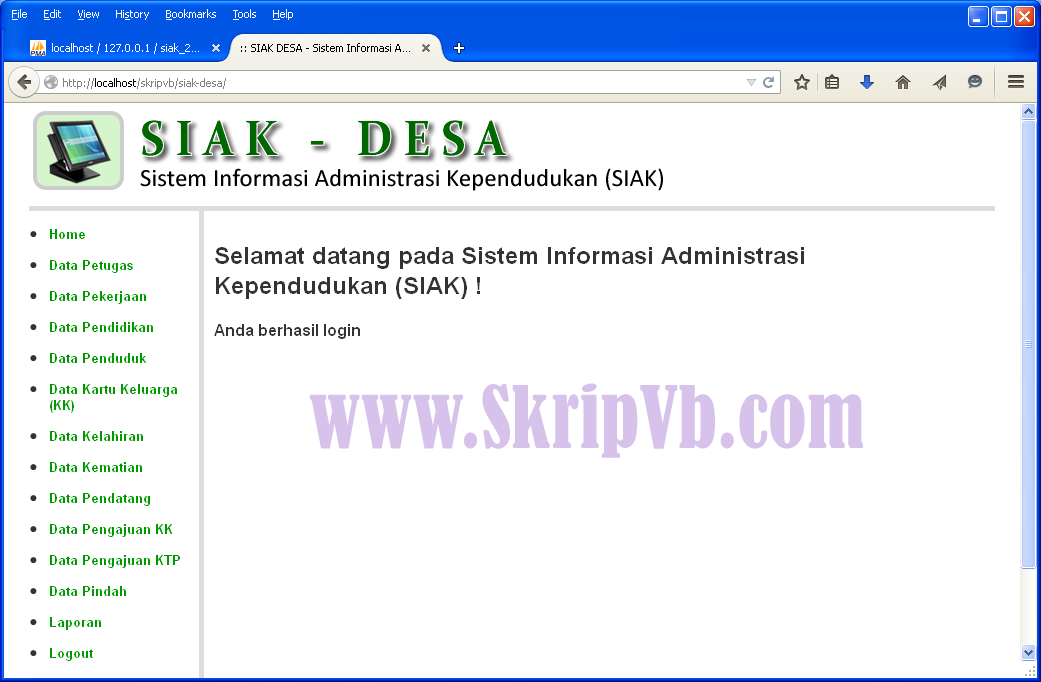 File Edit View History Bookmarks Tools Help
localhost / 127.0.0.1 / siak_2...
:: SIAK DESA - Sistem Informasi A...
http://localhost/skripvb/siak-desa/
SIAK - DESA
Sistem Informasi Administrasi Kependudukan (SIAK)
Home
Data Petugas
Data Pekerjaan
Data Pendidikan
Data Penduduk
Data Kartu Keluarga
(KK)
Data Kelahiran
Data Kematian
Data Pendatang
Data Pengajuan KK
Data Pengajuan KTP
Data Pindah
Laporan
Logout
Selamat datang pada Sistem Informasi Administrasi
Kependudukan (SIAK) !
Anda berhasil login
www.SkripVb.com